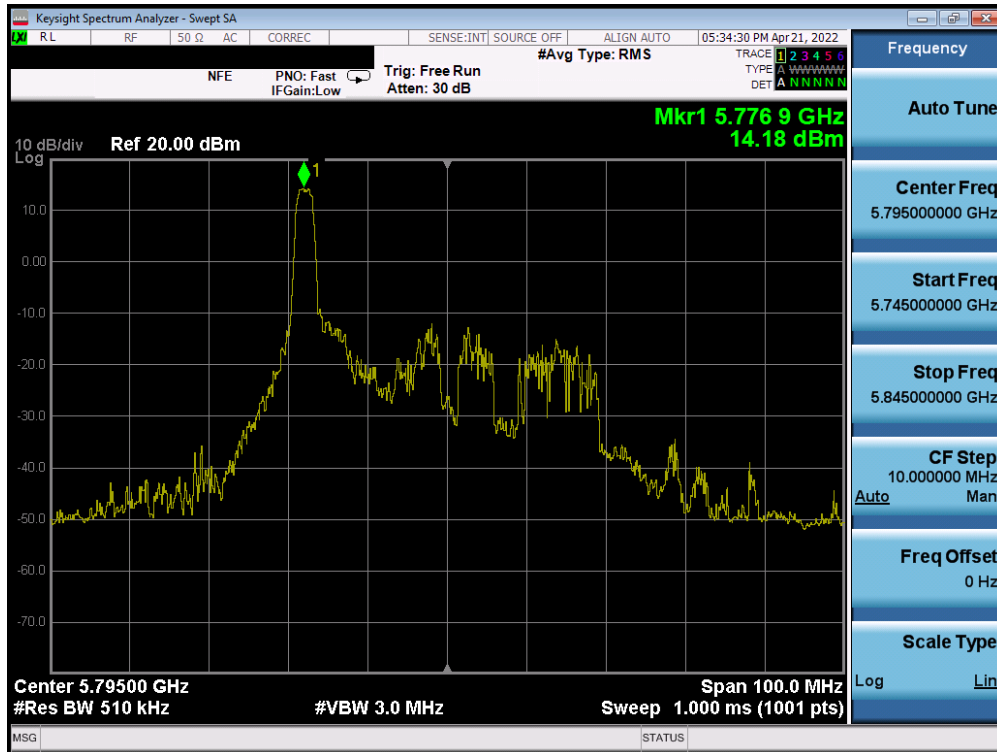 Keysight Spectrum Analyzer - Swept SA
LXI RL RF 50 Ω AC CORREC SENSE:INT SOURCE OFF ALIGN AUTO 05:34:30 PM Apr 21, 2022
#Avg Type: RMS
TRACE 1 2 3 4 5 6
TYPE A WWWWW
DET A N N N N N
NFE
PNO: Fast
IFGain:Low
Trig: Free Run
Atten: 30 dB
Mkr1 5.776 9 GHz
14.18 dBm
10 dB/div
Log
Ref 20.00 dBm
1
10.0
0.00
-10.0
-20.0
-30.0
-40.0
-50.0
-60.0
-70.0
Center 5.79500 GHz
Span 100.0 MHz
#Res BW 510 kHz
#VBW 3.0 MHz
Sweep 1.000 ms (1001 pts)
MSG
STATUS
Frequency
Auto Tune
Center Freq
5.795000000 GHz
Start Freq
5.745000000 GHz
Stop Freq
5.845000000 GHz
CF Step
10.000000 MHz
Auto Man
Freq Offset
0 Hz
Scale Type
Log Lin